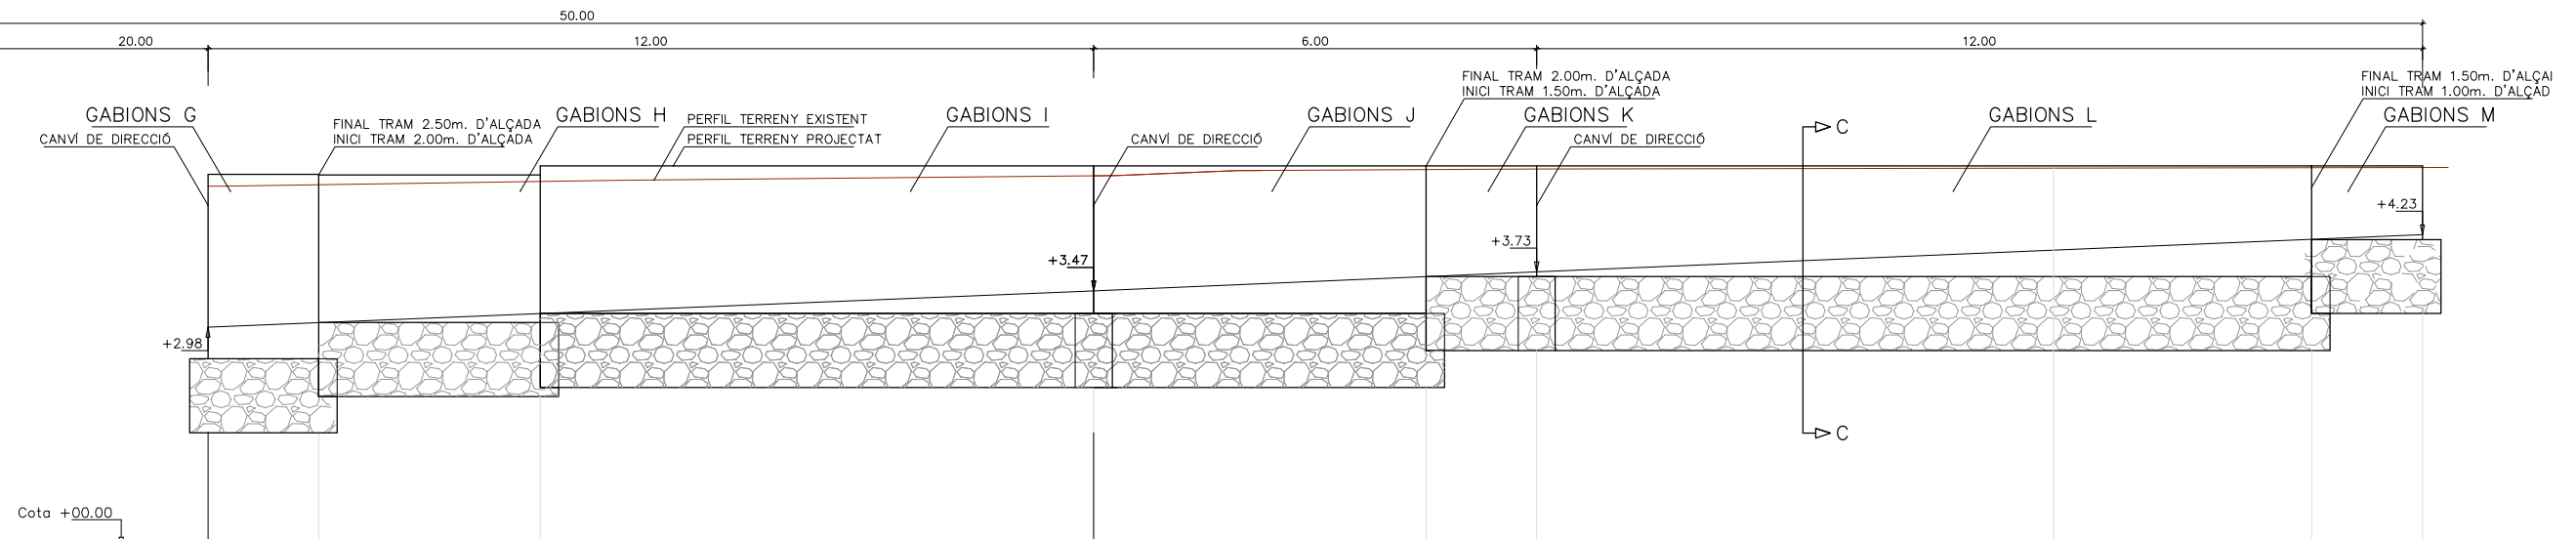 50.00
20.00
12.00
6.00
12.00
FINAL TRAM 2.00m. D'ALÇADA
INICI TRAM 1.50m. D'ALÇADA
FINAL TRAM 1.50m. D'ALÇAI
INICI TRAM 1.00m. D'ALÇAD
GABIONS G
CANVÍ DE DIRECCIÓ
FINAL TRAM 2.50m. D'ALÇADA
INICI TRAM 2.00m. D'ALÇADA
GABIONS H
PERFIL TERRENY EXISTENT
PERFIL TERRENY PROJECTAT
GABIONS I
CANVÍ DE DIRECCIÓ
GABIONS J
GABIONS K
CANVÍ DE DIRECCIÓ
C
GABIONS L
GABIONS M
+4.23
+3.73
+3.47
+2.98
C
Cota +00.00